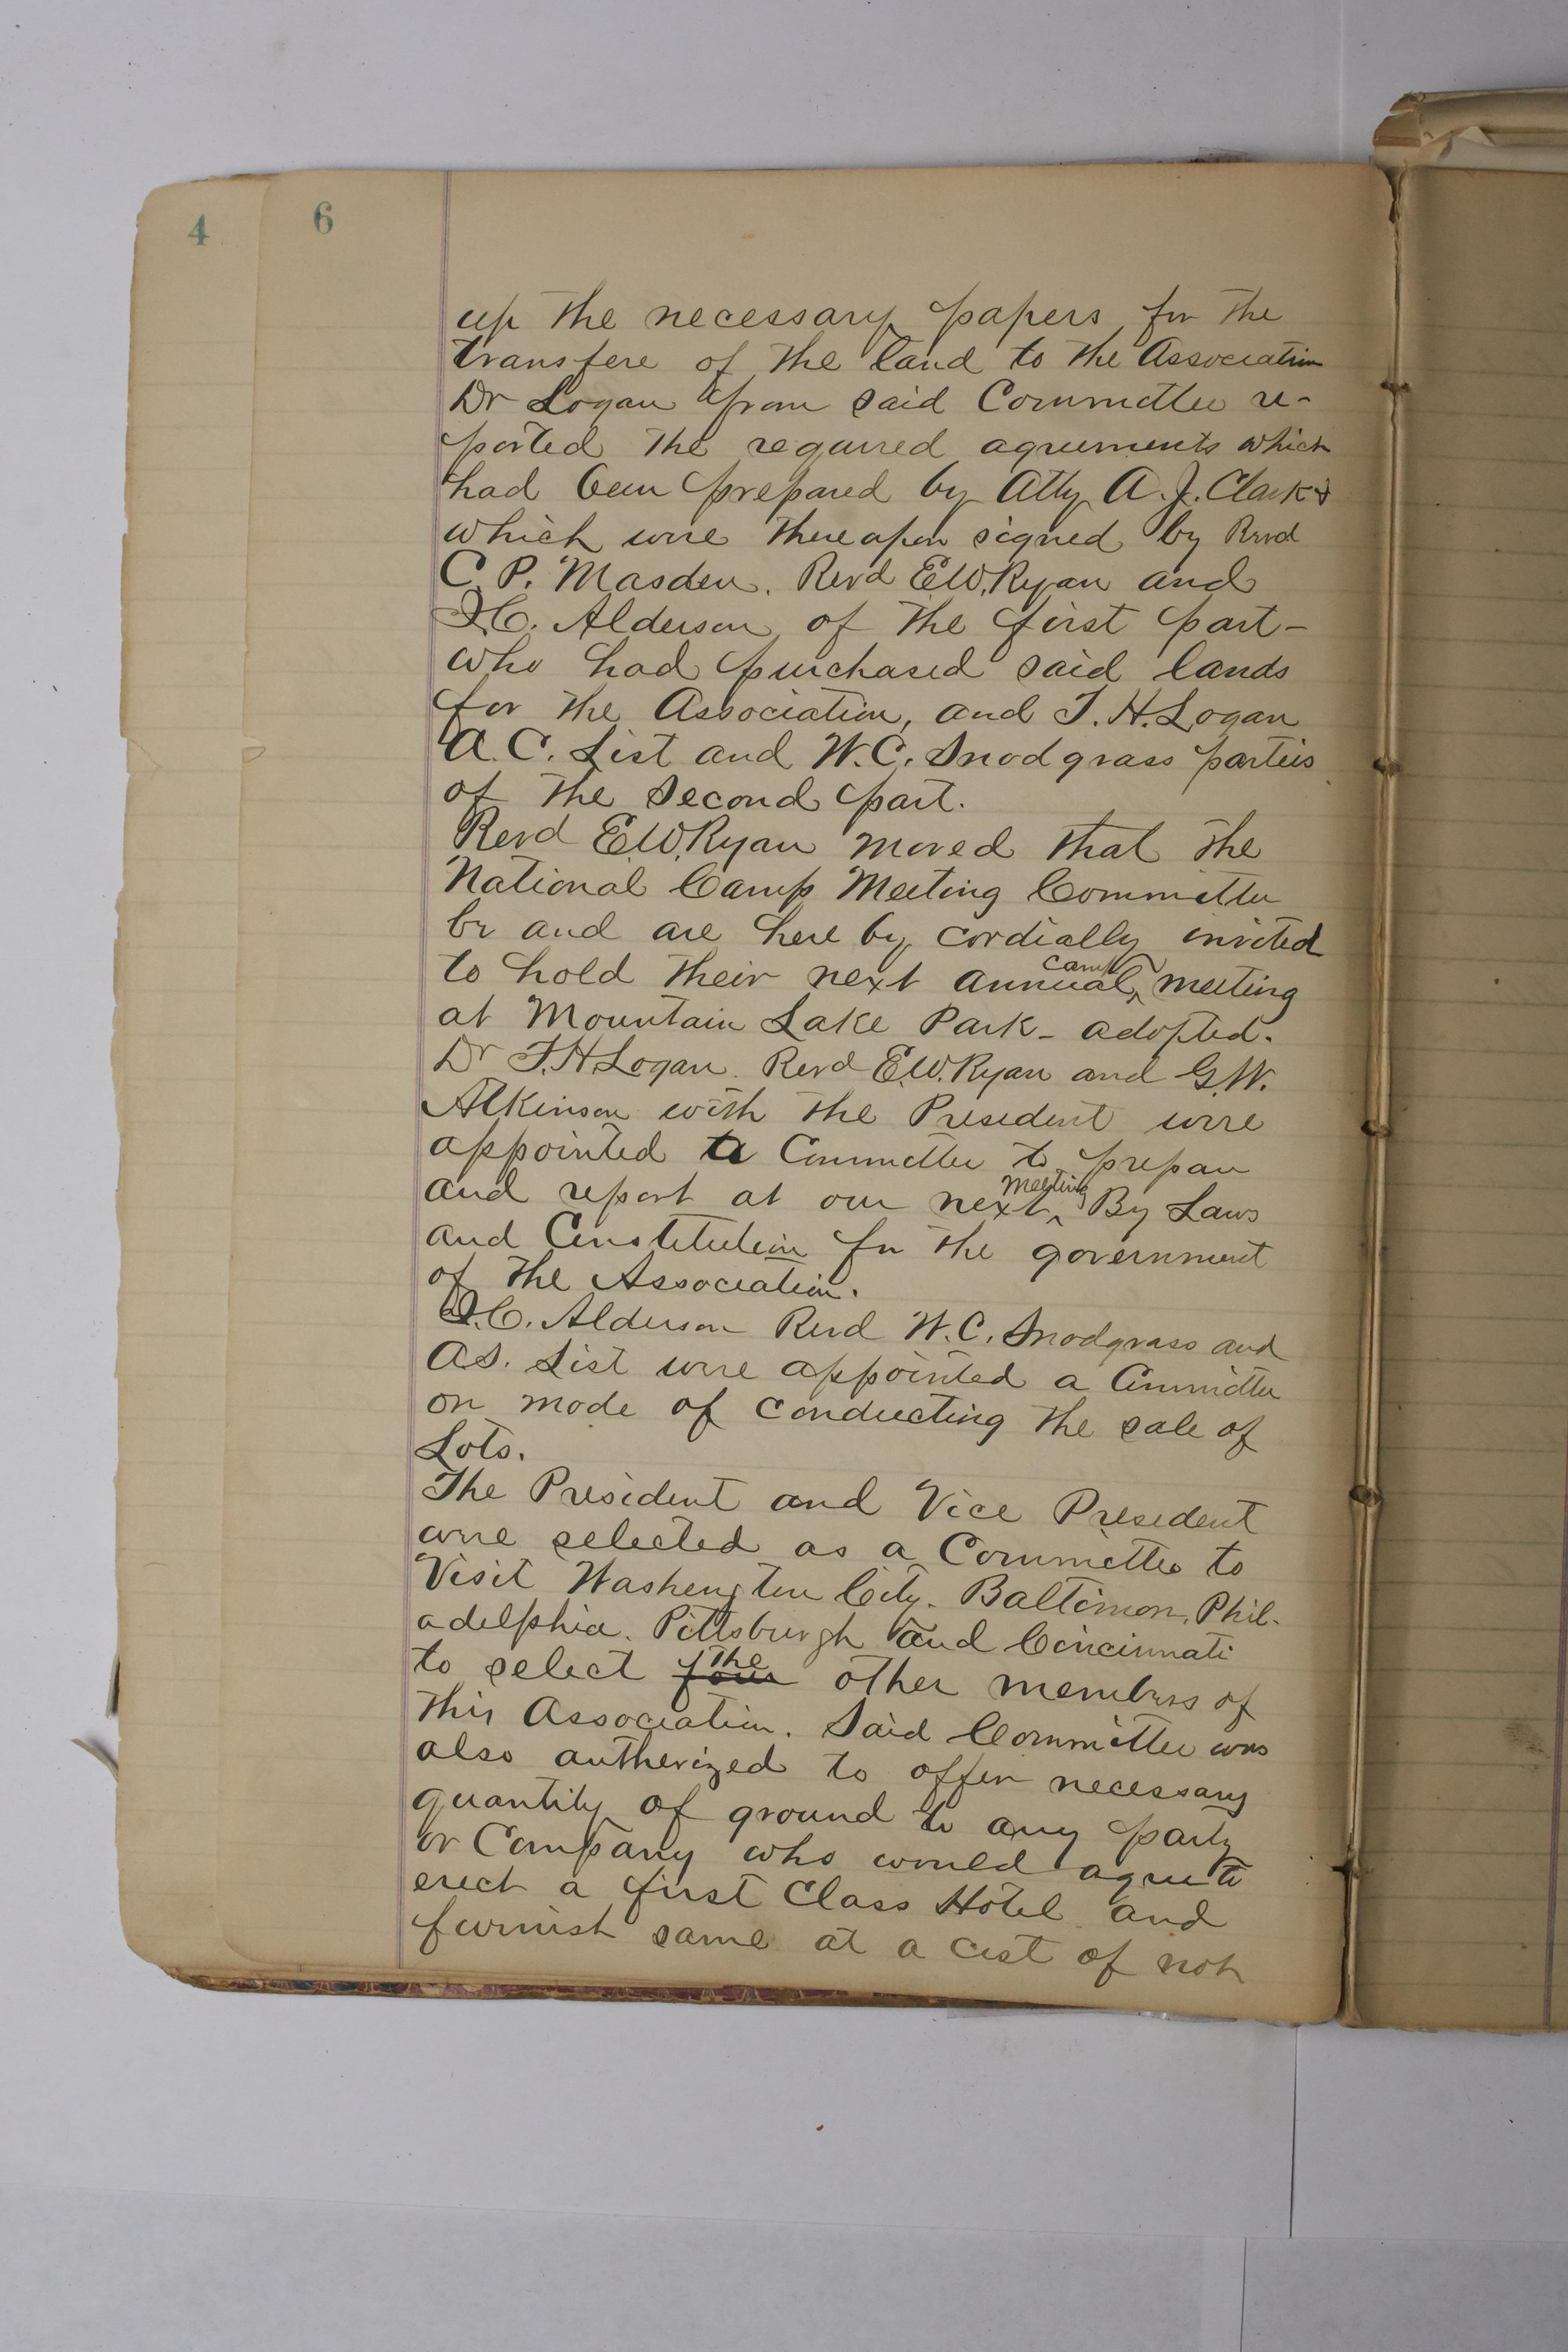 4
6
up the necessary papers for the
transfere of the land to the Association
Dr Logan from said Committee re-
ported the required agreements which
had been prepared by Atty A. J. Clark &
which were thereupon signed by Revd
C. P. Masden. Revd E.W. Ryan and
J.C. Alderson of the first part-
who had purchased said lands
for the Association, and T. H. Logan
A. C. List and W. C. Snodgrass parties
of the Second part.
Revd E.W. Ryan moved that the
National Camp Meeting Committee
be and are here by cordially invited
to hold their next annual camp meeting
at Mountain Lake Park - adopted.
Dr T.H. Logan. Revd E.W. Ryan and G.W.
Atkinson with the President were
appointed a Committee to prepare
and report at our next meeting By Laws
and Constitution for the government
of the Association.
J.C. Alderson Revd W. C. Snodgrass and
A S. List were appointed a Committee
on mode of conducting the sale of
Lots.
The President and Vice President
were selected as a Committee to
Visit Washington City. Baltimore, Phil-
adelphia. Pittsburgh and Cincinnati
to select four the other members of
this Association. Said Committee was
also autherized to offer necessary
quantity of ground to any party
or Company who would agree to
erect a first Class Hotel and
furnish same at a cost of not